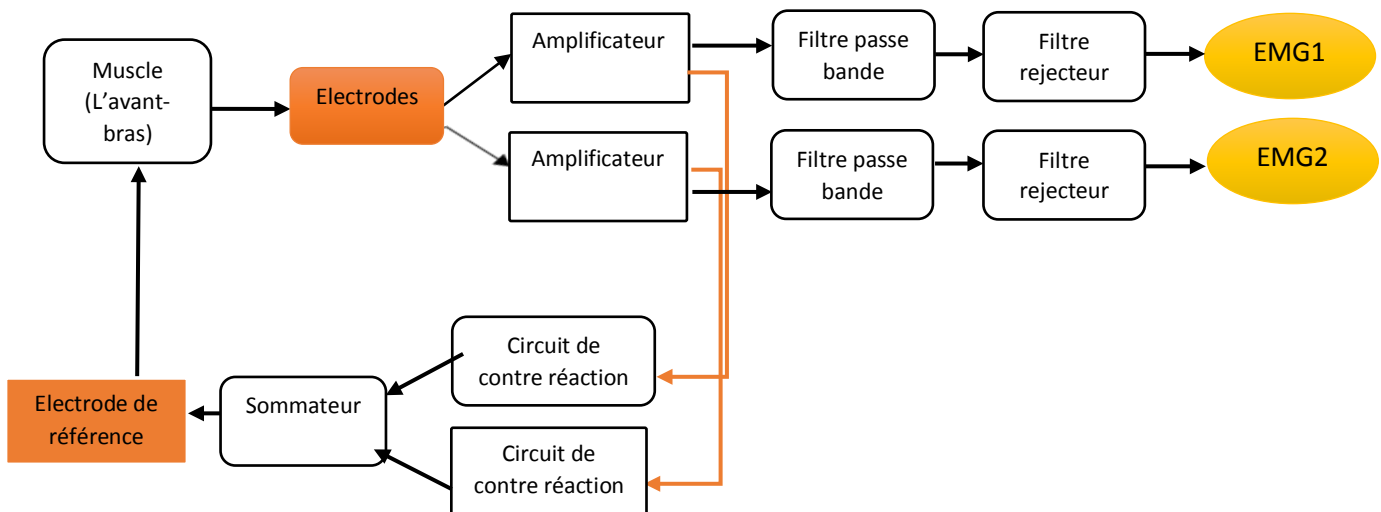 Muscle
(L'avant-
bras)
Electrodes
Amplificateur
Filtre passe
bande
Filtre
rejecteur
EMG1
Amplificateur
Filtre passe
bande
Filtre
rejecteur
EMG2
Circuit de
contre réaction
Sommateur
Electrode de
référence
Circuit de
contre réaction